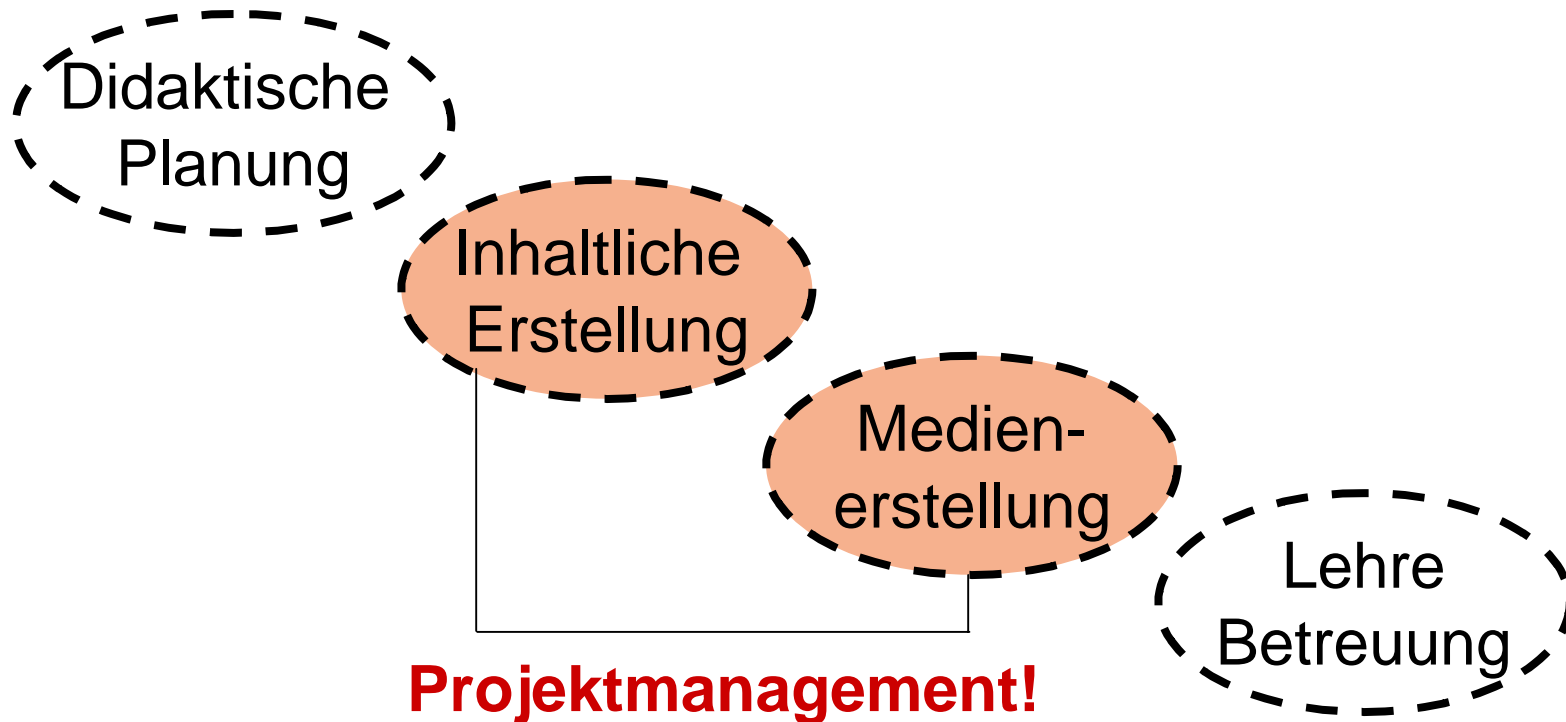 Didaktische
Planung
Inhaltliche
Erstellung
Medien-
erstellung
Lehre
Betreuung
Projektmanagement!